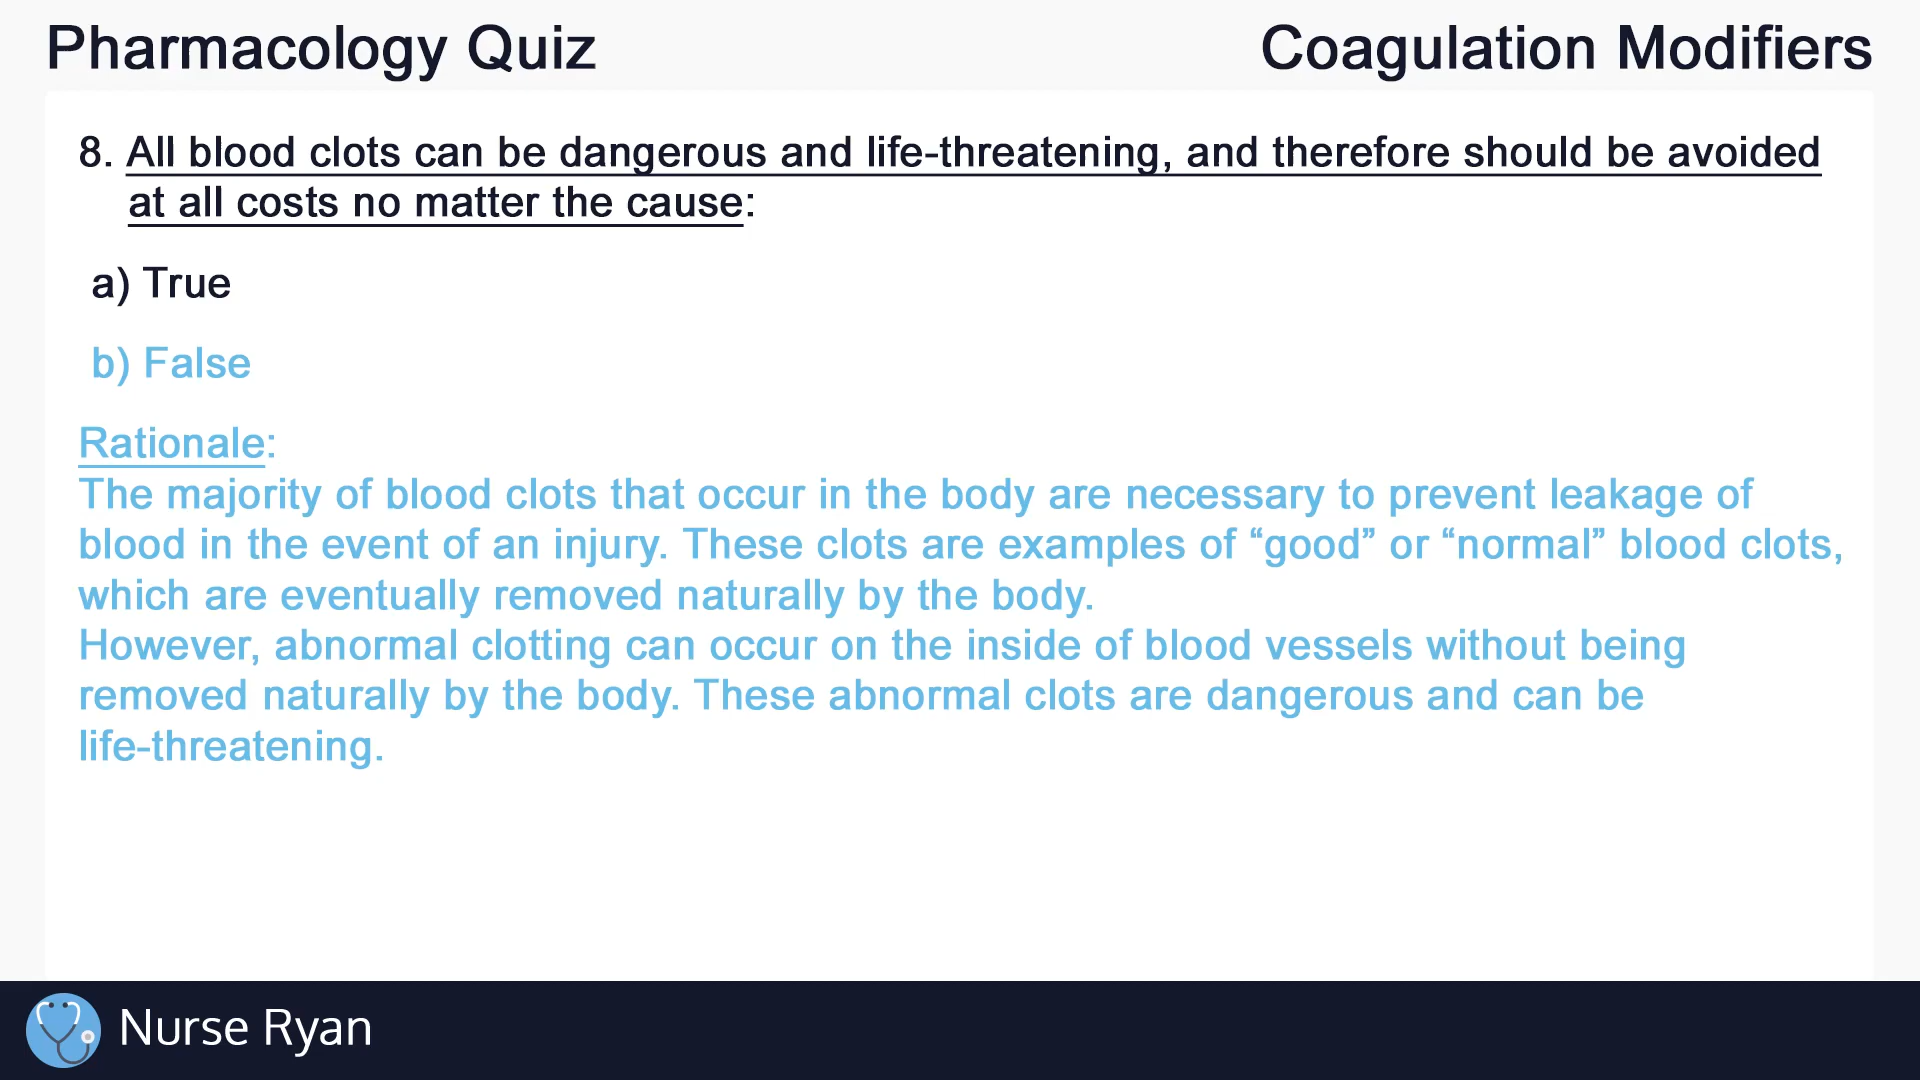 Pharmacology Quiz
Coagulation Modifiers
8. All blood clots can be dangerous and life-threatening, and therefore should be avoided
at all costs no matter the cause:
a) True
b) False
Rationale:
The majority of blood clots that occur in the body are necessary to prevent leakage of
blood in the event of an injury. These clots are examples of “good” or “normal” blood clots,
which are eventually removed naturally by the body.
However, abnormal clotting can occur on the inside of blood vessels without being
removed naturally by the body. These abnormal clots are dangerous and can be
life-threatening.
Nurse Ryan